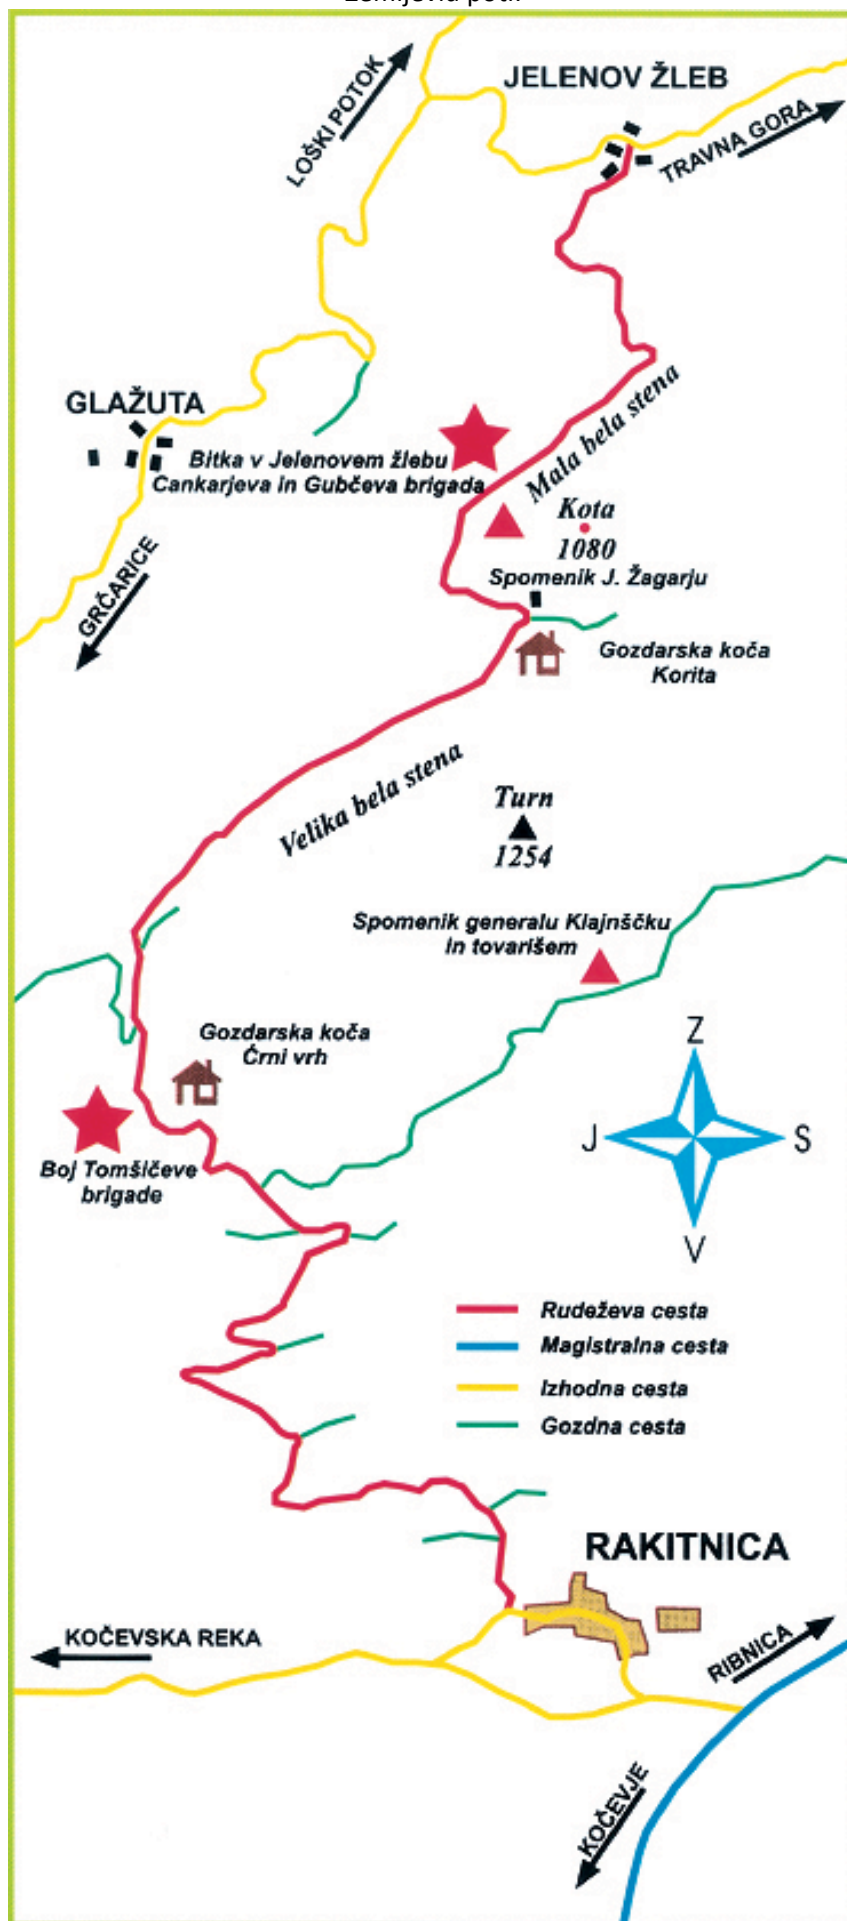 JELENOV ŽLEB
LOŠKI POTOK
TRAVNA GORA
GLAŽUTA
Bitka v Jelenovem žlebu
Cankarjeva in Gubčeva brigada
Mala bela stena
Kota
1080
Spomenik J. Žagarju
GRČARICE
Gozdarska koča
Korita
Velika bela stena
Turn
1254
Spomenik generalu Klajnščku
in tovarišem
Gozdarska koča
Črni vrh
Boj Tomšičeve
brigade
Z
J
S
V
Rudeževa cesta
Magistralna cesta
Izhodna cesta
Gozdna cesta
RAKITNICA
KOČEVSKA REKA
RIBNICA
KOČEVJE